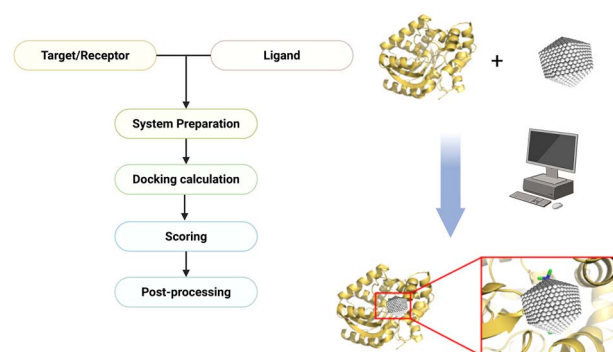 Target/Receptor
Ligand
System Preparation
Docking calculation
Scoring
Post-processing
+